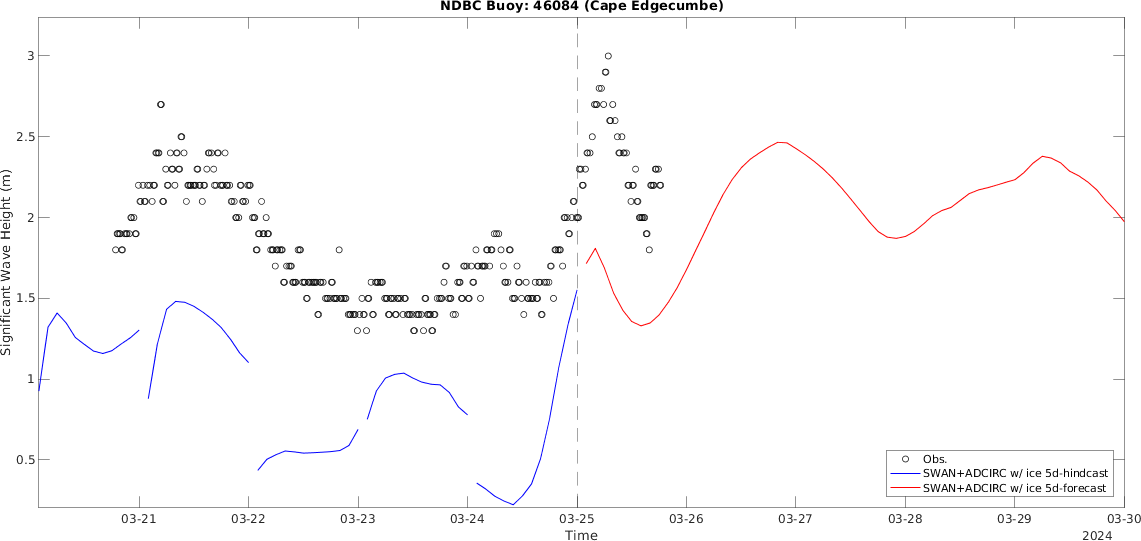 NDBC Buoy: 46084 (Cape Edgecumbe)
Significant Wave Height (m)
3
2.5
2
1.5
1
0.5
Obs.
SWAN+ADCIRC w/ ice 5d-hindcast
SWAN+ADCIRC w/ ice 5d-forecast
03-21 03-22 03-23 03-24 03-25 03-26 03-27 03-28 03-29 03-30
Time
2024